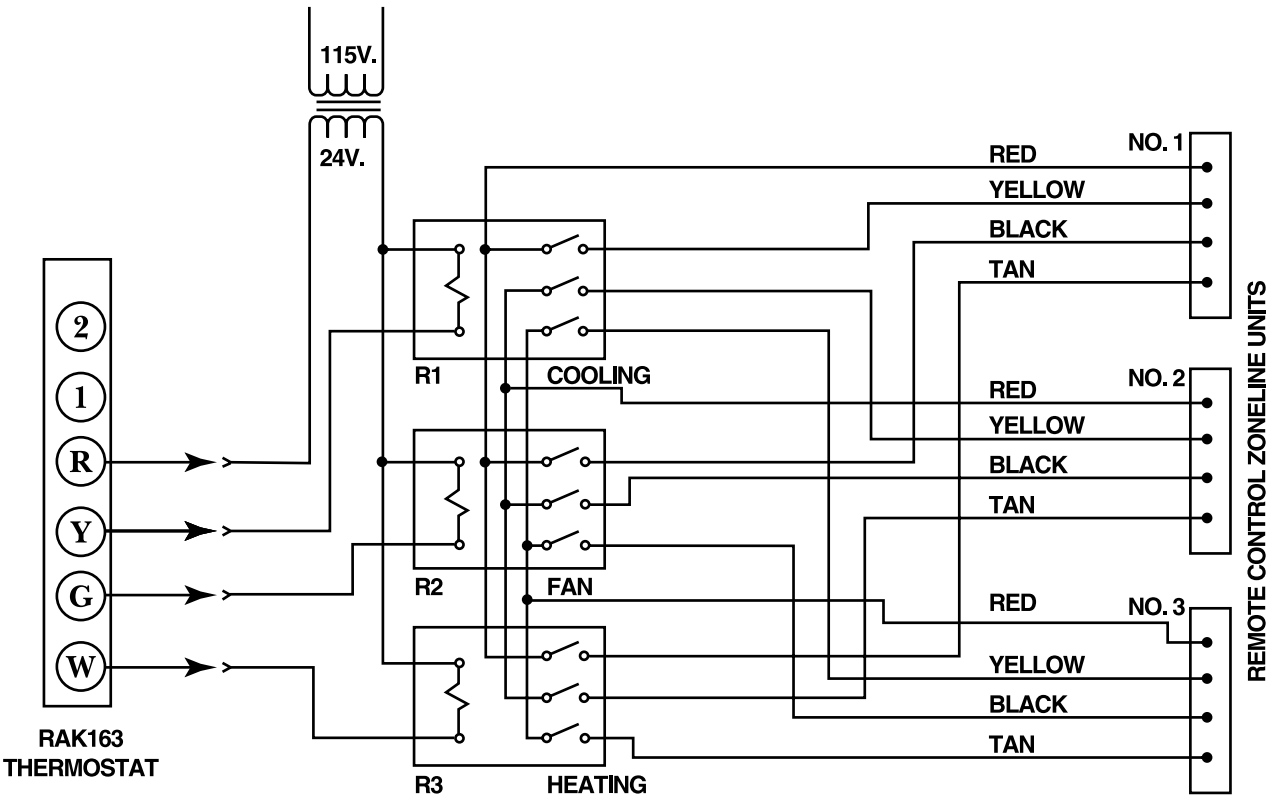 115V.
24V.
2
1
R
Y
G
W
RAK163
THERMOSTAT
R1
COOLING
R2
FAN
R3
HEATING
RED
YELLOW
BLACK
TAN
NO. 1
RED
YELLOW
BLACK
TAN
NO. 2
RED
YELLOW
BLACK
TAN
NO. 3
REMOTE CONTROL ZONELINE UNITS